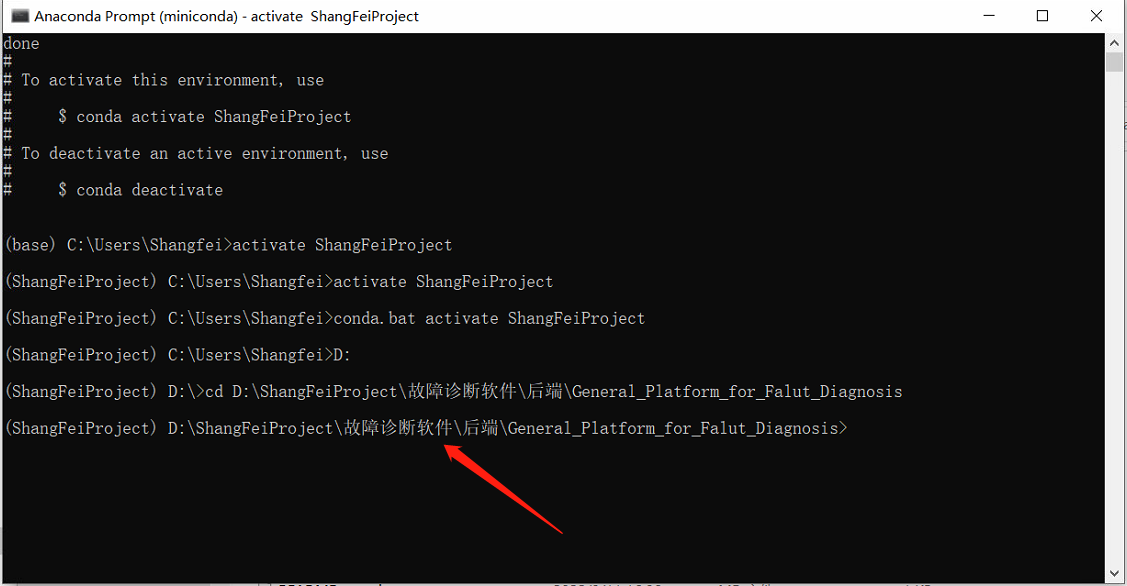 Anaconda Prompt (miniconda) - activate  ShangFeiProject
done
#
# To activate this environment, use
#
#     $ conda activate ShangFeiProject
#
# To deactivate an active environment, use
#
#     $ conda deactivate
(base) C:\Users\Shangfei>activate ShangFeiProject
(ShangFeiProject) C:\Users\Shangfei>activate ShangFeiProject
(ShangFeiProject) C:\Users\Shangfei>conda.bat activate ShangFeiProject
(ShangFeiProject) C:\Users\Shangfei>D:
(ShangFeiProject) D:\>cd D:\ShangFeiProject\故障诊断软件\后端\General_Platform_for_Falut_Diagnosis
(ShangFeiProject) D:\ShangFeiProject\故障诊断软件\后端\General_Platform_for_Falut_Diagnosis>